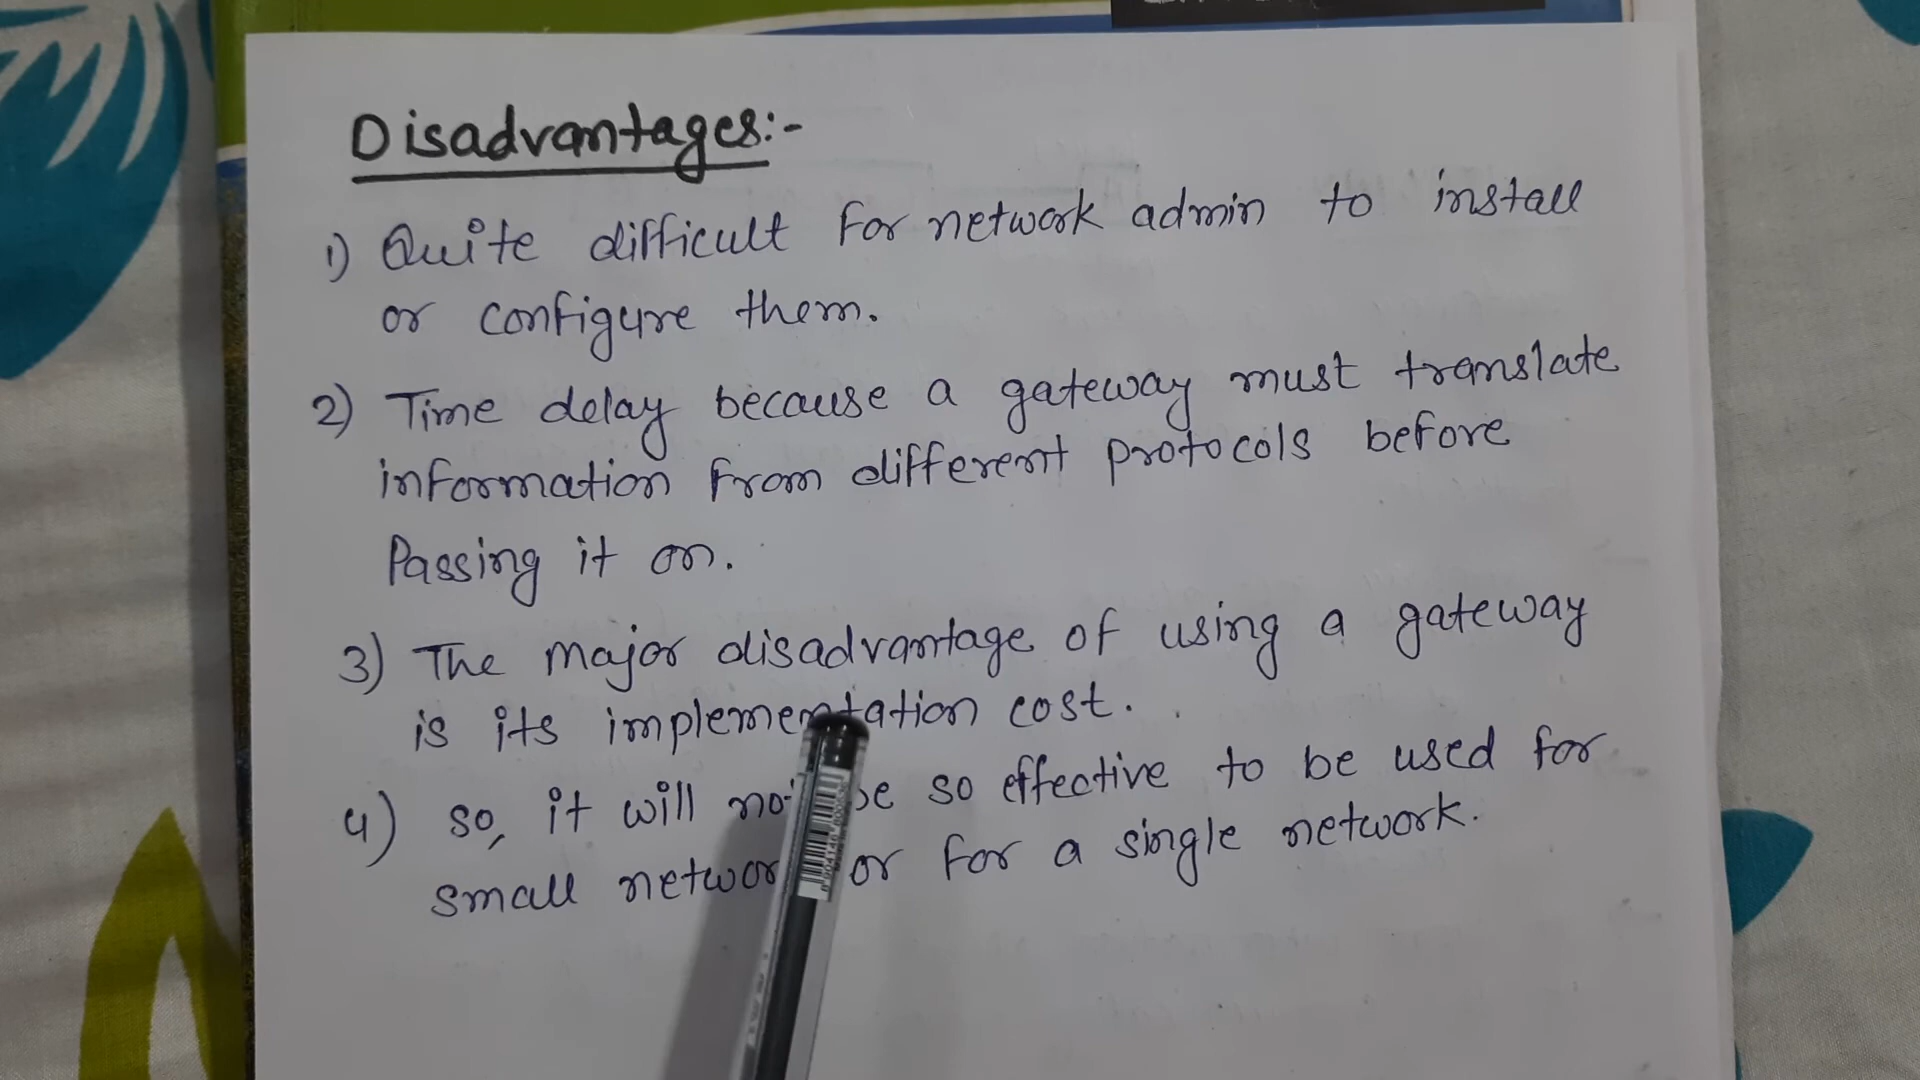 Disadvantages:-
1) Quite difficult for network admin to install
or configure them.
2) Time delay because a gateway must translate
information from different protocols before
Passing it on.
3) The major disadvantage of using a gateway
is its implementation cost.
4) so, it will not be so effective to be used for
small network or for a single network.